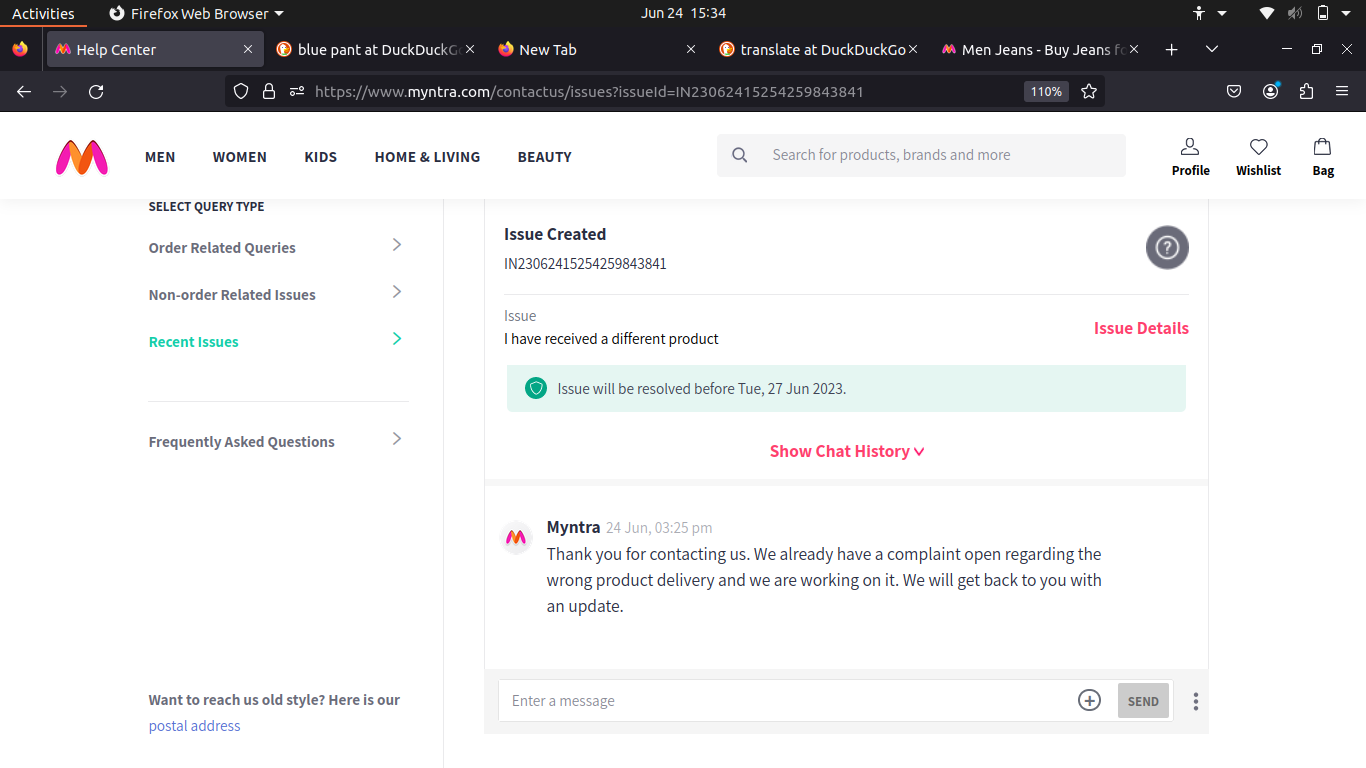 Activities
Firefox Web Browser
Jun 24 15:34
Help Center
blue pant at DuckDuckG
New Tab
translate at DuckDuckGo
Men Jeans - Buy Jeans fo
https://www.myntra.com/contactus/issues?issueId=IN23062415254259843841
110%
MEN
WOMEN
KIDS
HOME & LIVING
BEAUTY
Search for products, brands and more
Profile
Wishlist
Bag
SELECT QUERY TYPE
Order Related Queries
Non-order Related Issues
Recent Issues
Frequently Asked Questions
Want to reach us old style? Here is our
postal address
Issue Created
IN23062415254259843841
Issue
I have received a different product
Issue Details
Issue will be resolved before Tue, 27 Jun 2023.
Show Chat History
Myntra 24 Jun, 03:25 pm
Thank you for contacting us. We already have a complaint open regarding the
wrong product delivery and we are working on it. We will get back to you with
an update.
Enter a message
SEND